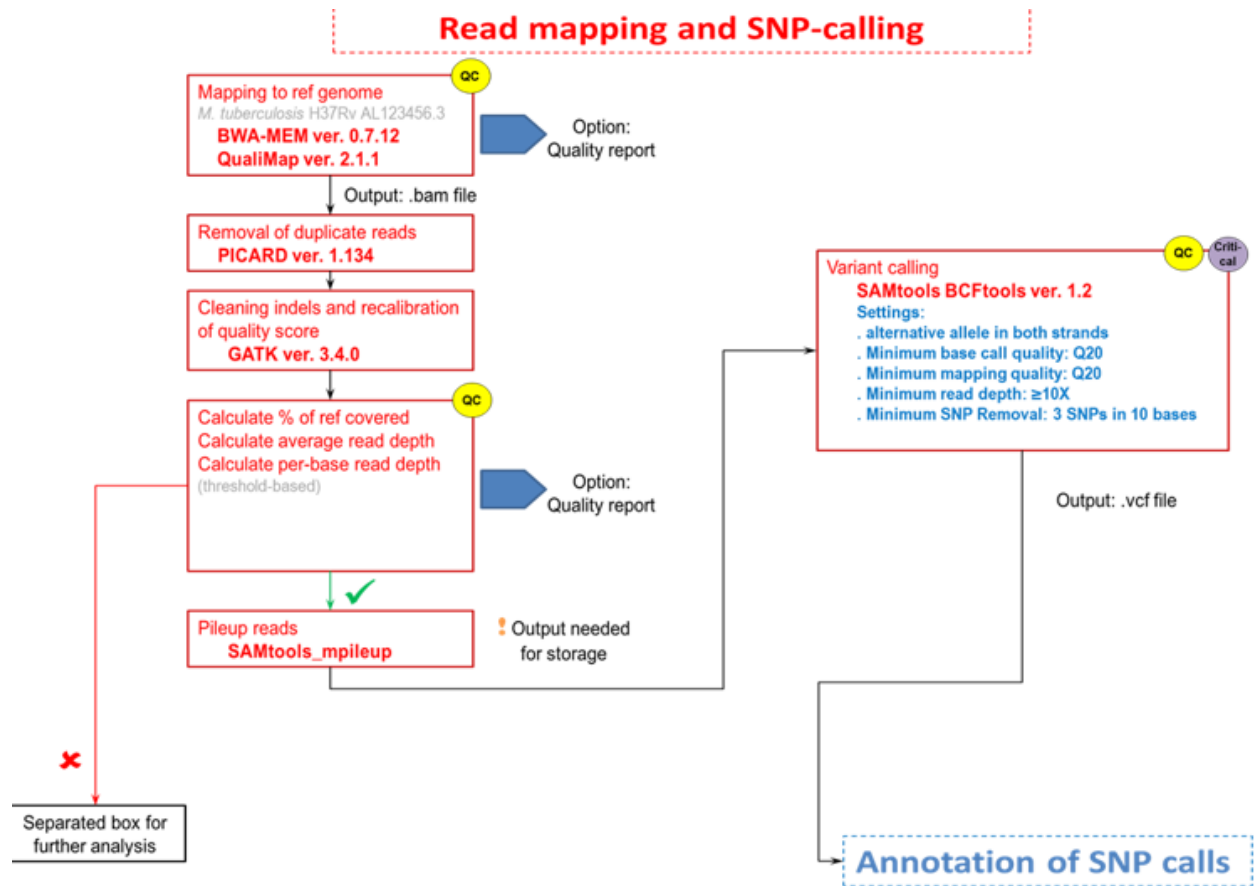 Read mapping and SNP-calling
QC
Mapping to ref genome
M. tuberculosis H37Rv AL123456.3
BWA-MEM ver. 0.7.12
QualiMap ver. 2.1.1
Option:
Quality report
Output: .bam file
Removal of duplicate reads
PICARD ver. 1.134
Cleaning indels and recalibration
of quality score
GATK ver. 3.4.0
QC
Calculate % of ref covered
Calculate average read depth
Calculate per-base read depth
(threshold-based)
Option:
Quality report
Pileup reads
SAMtools_mpileup
! Output needed
for storage
Separated box for
further analysis
QC
Criti-
cal
Variant calling
SAMtools BCFtools ver. 1.2
Settings:
. alternative allele in both strands
. Minimum base call quality: Q20
. Minimum mapping quality: Q20
. Minimum read depth: ≥10X
. Minimum SNP Removal: 3 SNPs in 10 bases
Output: .vcf file
Annotation of SNP calls